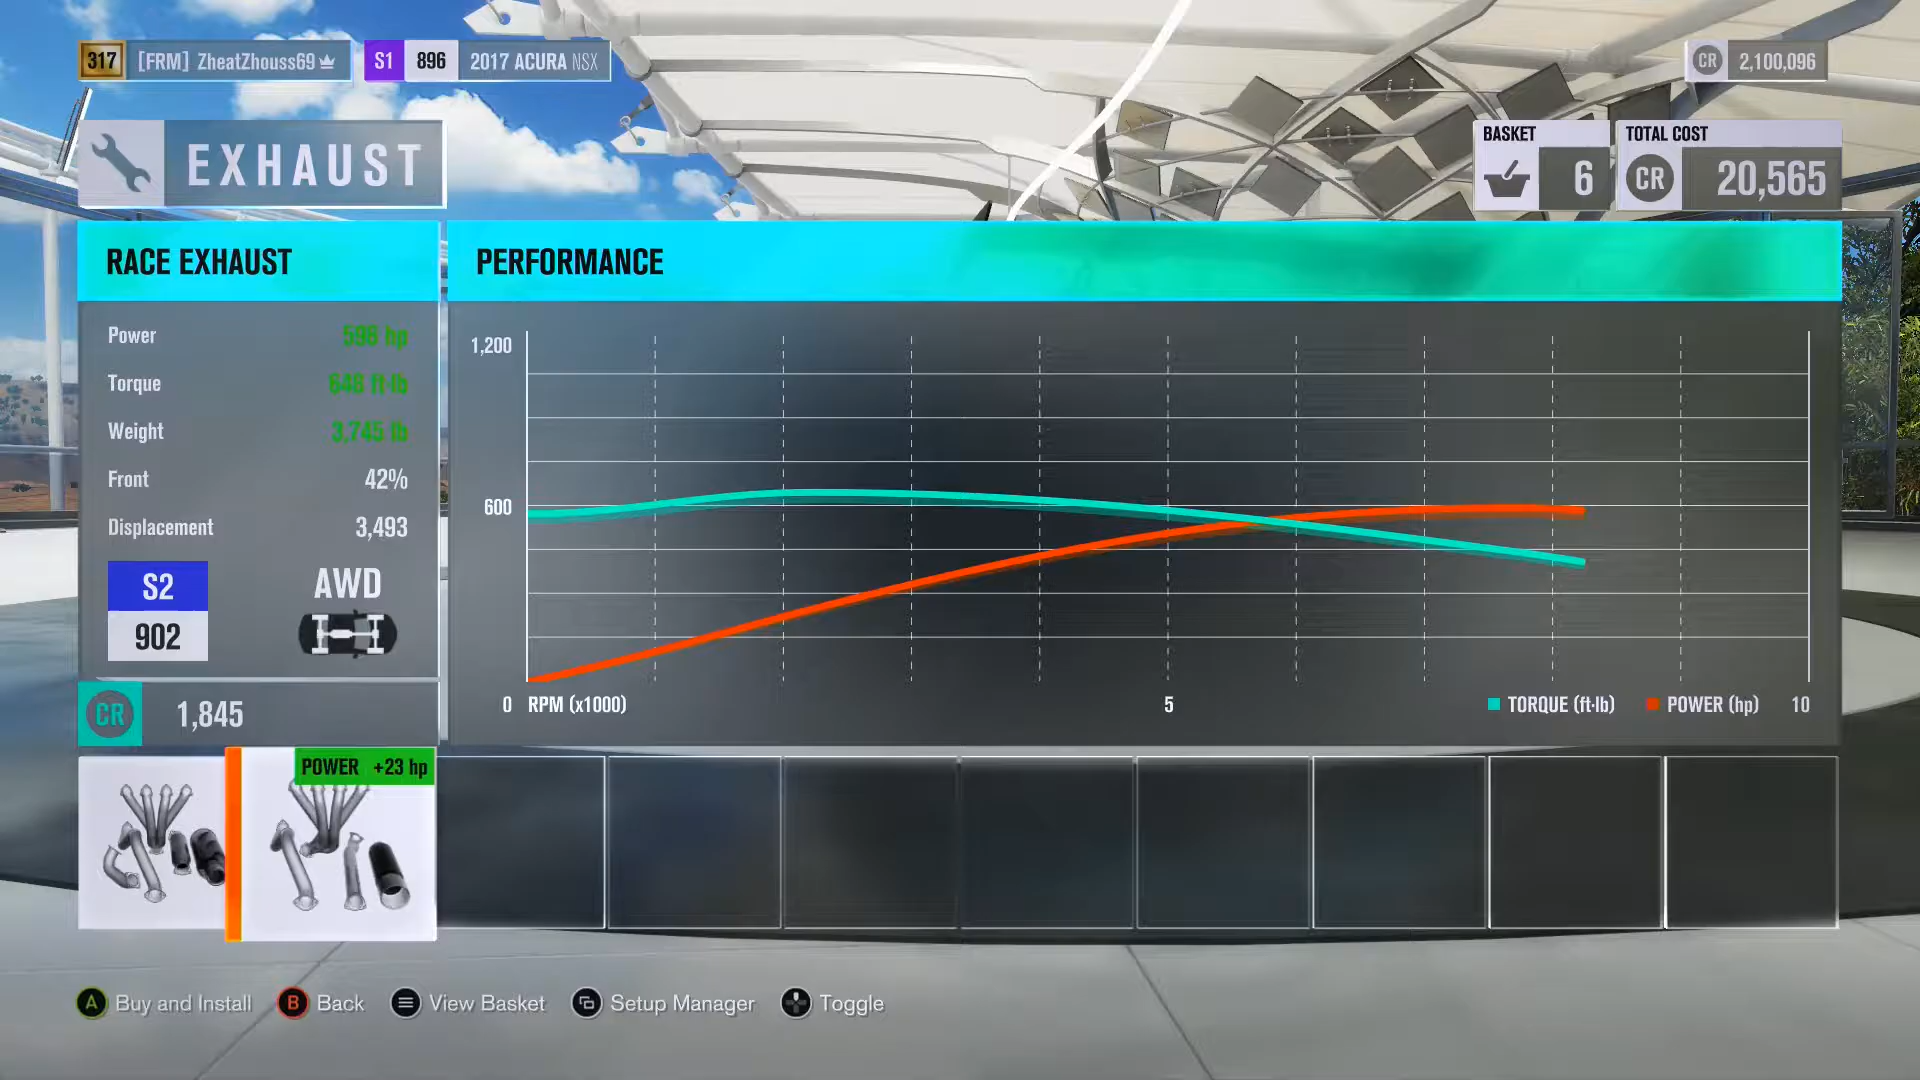 317 [FRM] ZheatZhouss69 S1 896 2017 ACURA NSX
CR 2,100,096
EXHAUST
BASKET 6
TOTAL COST CR 20,565
RACE EXHAUST
Power 596 hp
Torque 648 ft·lb
Weight 3,745 lb
Front 42%
Displacement 3,493
S2 AWD
902
CR 1,845
PERFORMANCE
1,200
600
0 RPM (x1000) 5 TORQUE (ft·lb) POWER (hp) 10
POWER +23 hp
A Buy and Install B Back View Basket Setup Manager Toggle